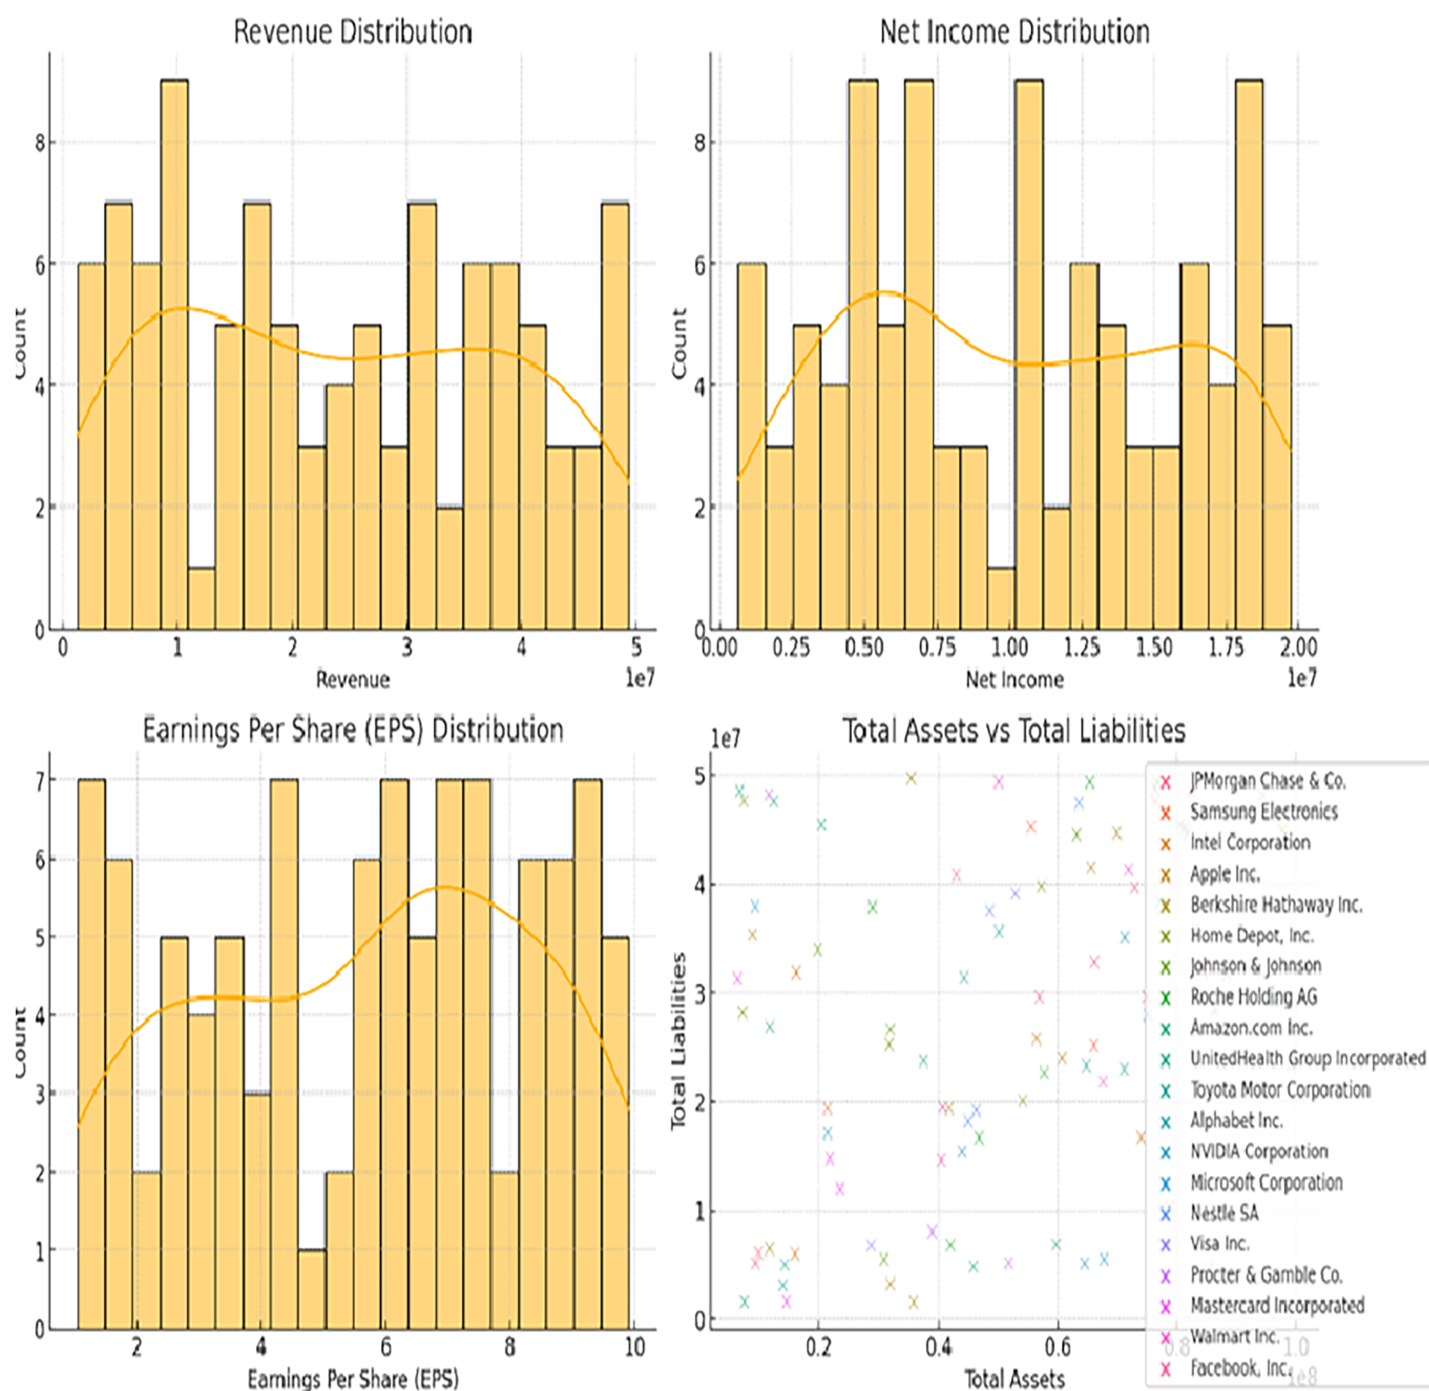 Revenue Distribution
8
6
4
2
0
Count
0 1 2 3 4 5
1e7
Revenue
Net Income Distribution
8
6
4
2
0
Count
0.00 0.25 0.50 0.75 1.00 1.25 1.50 1.75 2.00
1e7
Net Income
Earnings Per Share (EPS) Distribution
7
6
5
4
3
2
1
0
Count
2 4 6 8 10
Earnings Per Share (EPS)
Total Assets vs Total Liabilities
1e7
5
4
3
2
1
0
Total Liabilities
0.2 0.4 0.6 0.8 1.0
1e8
Total Assets
JPMorgan Chase & Co.
Samsung Electronics
Intel Corporation
Apple Inc.
Berkshire Hathaway Inc.
Home Depot, Inc.
Johnson & Johnson
Roche Holding AG
Amazon.com Inc.
UnitedHealth Group Incorporated
Toyota Motor Corporation
Alphabet Inc.
NVIDIA Corporation
Microsoft Corporation
Nestlé SA
Visa Inc.
Procter & Gamble Co.
Mastercard Incorporated
Walmart Inc.
Facebook, Inc.